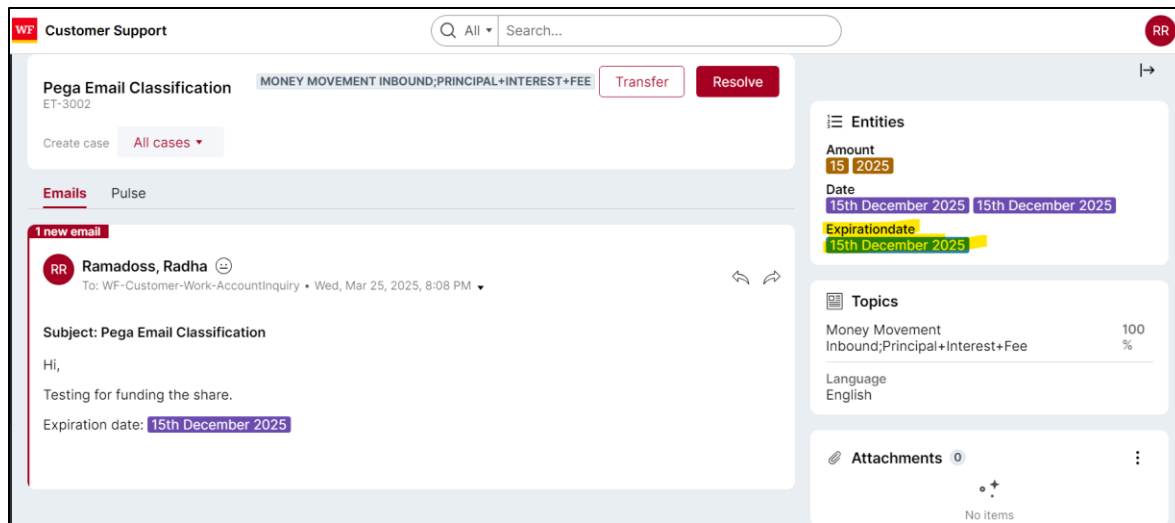 WF Customer Support
All Search...
RR
Pega Email Classification
ET-3002
MONEY MOVEMENT INBOUND;PRINCIPAL+INTEREST+FEE
Transfer
Resolve
Create case All cases
Emails Pulse
1 new email
RR Ramadoss, Radha
To: WF-Customer-Work-AccountInquiry • Wed, Mar 25, 2025, 8:08 PM
Subject: Pega Email Classification
Hi,
Testing for funding the share.
Expiration date: 15th December 2025
Entities
Amount
15 2025
Date
15th December 2025 15th December 2025
Expirationdate
15th December 2025
Topics
Money Movement 100
Inbound;Principal+Interest+Fee %
Language
English
Attachments 0
No items